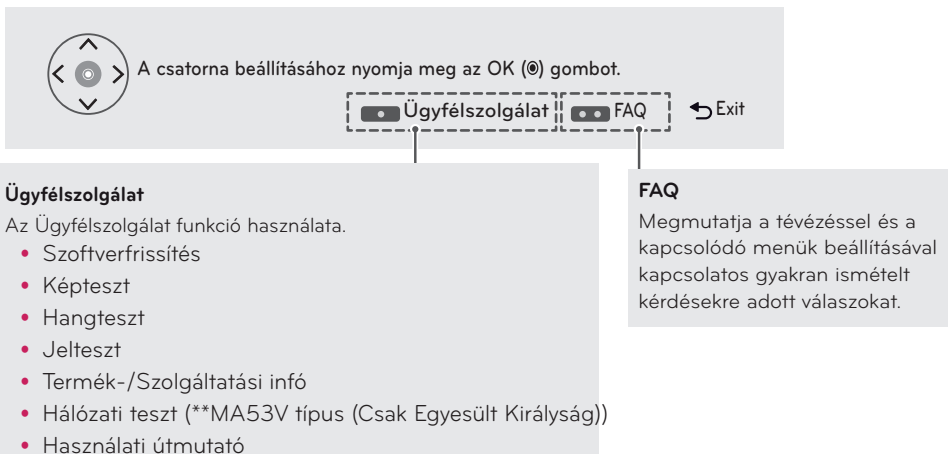 A csatorna beállításához nyomja meg az OK (◉) gombot.
Ügyfélszolgálat FAQ Exit
Ügyfélszolgálat
Az Ügyfélszolgálat funkció használata.
• Szoftverfrissítés
• Képteszt
• Hangteszt
• Jelteszt
• Termék-/Szolgáltatási infó
• Hálózati teszt (**MA53V típus (Csak Egyesült Királyság))
• Használati útmutató
FAQ
Megmutatja a tévézéssel és a
kapcsolódó menük beállításával
kapcsolatos gyakran ismételt
kérdésekre adott válaszokat.